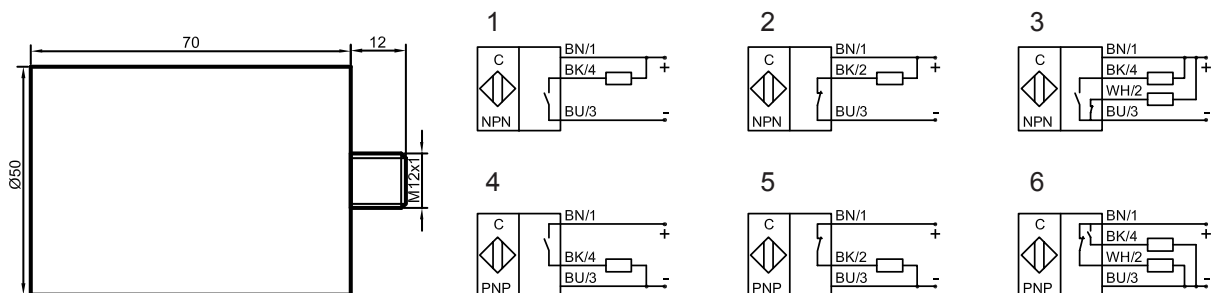 70
12
Ø50
M12x1
1
C
NPN
BN/1
BK/4
BU/3
+
-
2
C
NPN
BN/1
BK/2
BU/3
+
-
3
C
NPN
BN/1
BK/4
WH/2
BU/3
+
-
4
C
PNP
BN/1
BK/4
BU/3
+
-
5
C
PNP
BN/1
BK/2
BU/3
+
-
6
C
PNP
BN/1
BK/4
WH/2
BU/3
+
-